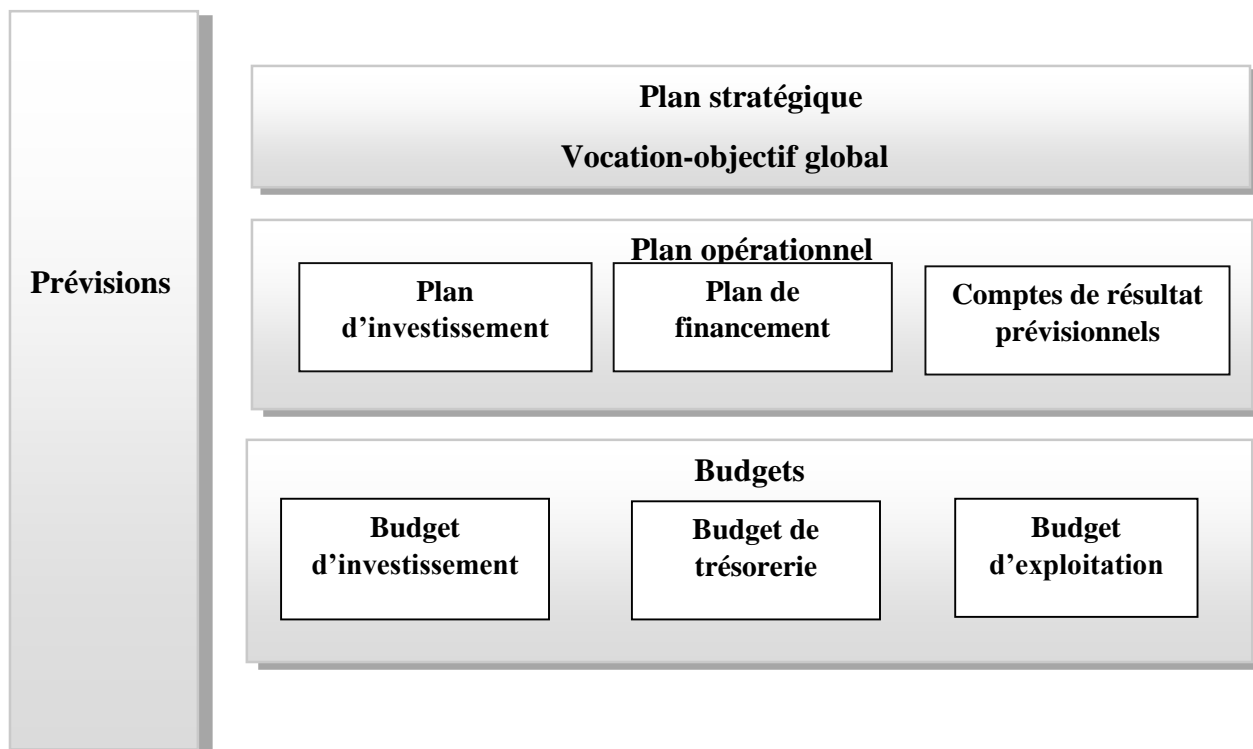 Prévisions
Plan stratégique
Vocation-objectif global
Plan opérationnel
Plan
d’investissement
Plan de
financement
Comptes de résultat
prévisionnels
Budgets
Budget
d’investissement
Budget de
trésorerie
Budget
d’exploitation